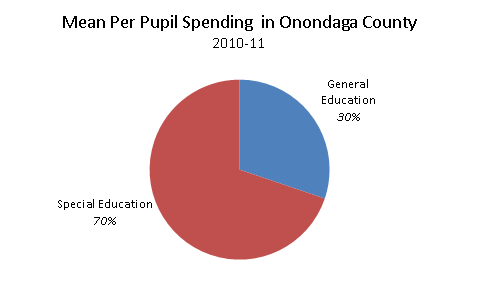 Mean Per Pupil Spending in Onondaga County
2010-11
General
Education
30%
Special Education
70%